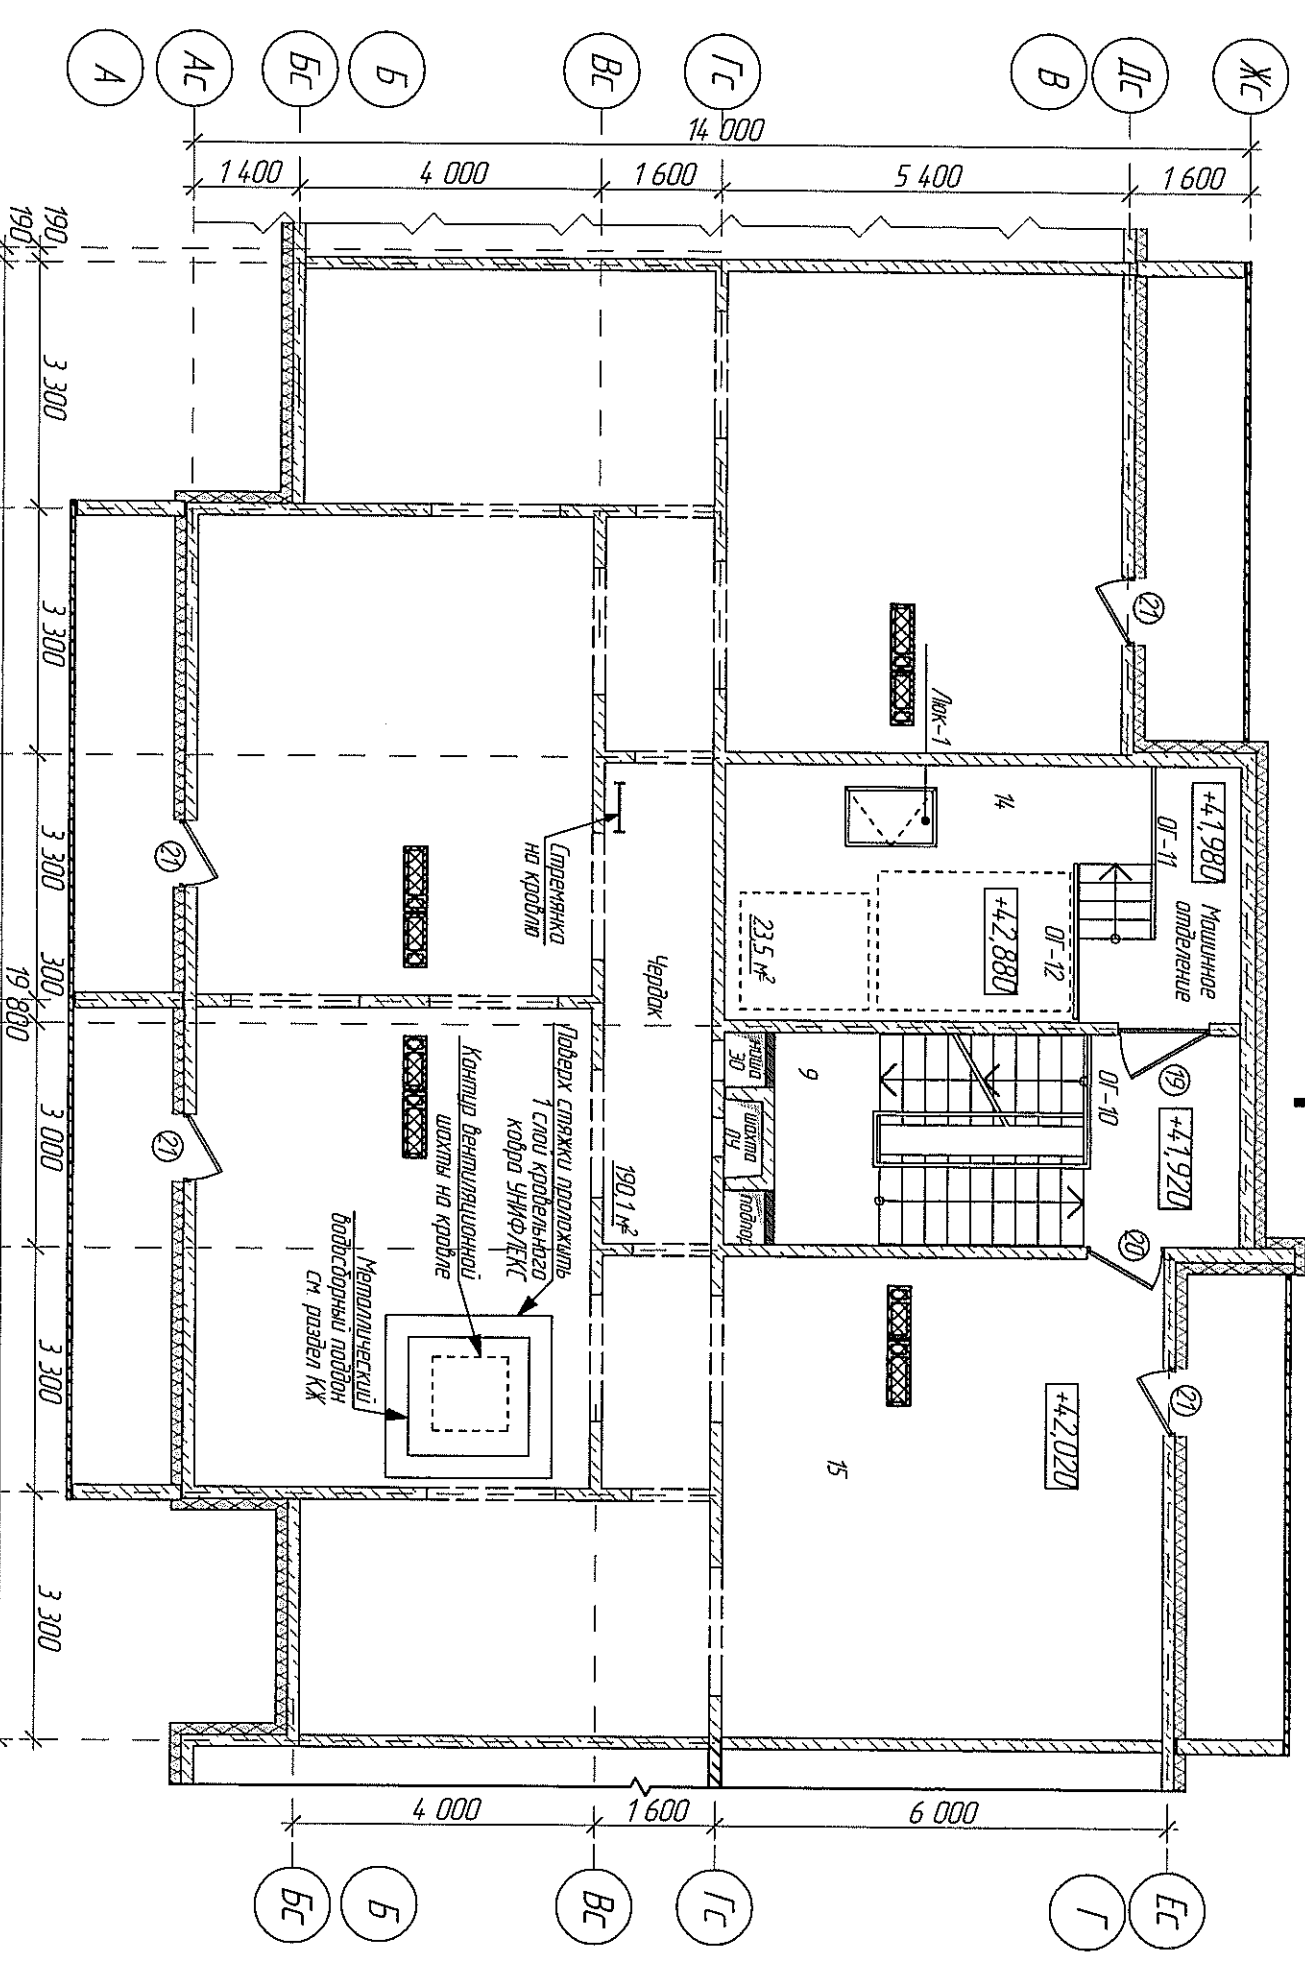 А
Ас
Бс
Б
Вс
Гс
В
Дс
Жс
14 000
1 400
4 000
1 600
5 400
1 600
190
190
3 300
3 300
3 300
300
3 000
3 300
3 300
19 800
21
Люк-1
14
+41,980
ОГ-11
Машинное
отделение
ОГ-12
+42,880
23,5 м²
Стремянка
на кровлю
Чердак
21
19
+41,920
ОГ-10
9
ниша
ЭО
шахта
ДУ
подпор
20
190,1 м²
Поверх стяжки проложить
1 слой кровельного
ковра УНИФЛЕКС
Контур вентиляционной
шахты на кровле
Металлический
водосборный поддон
см. раздел КЖ
21
21
+42,020
15
4 000
1 600
6 000
Бс
Б
Вс
Гс
Г
Ес